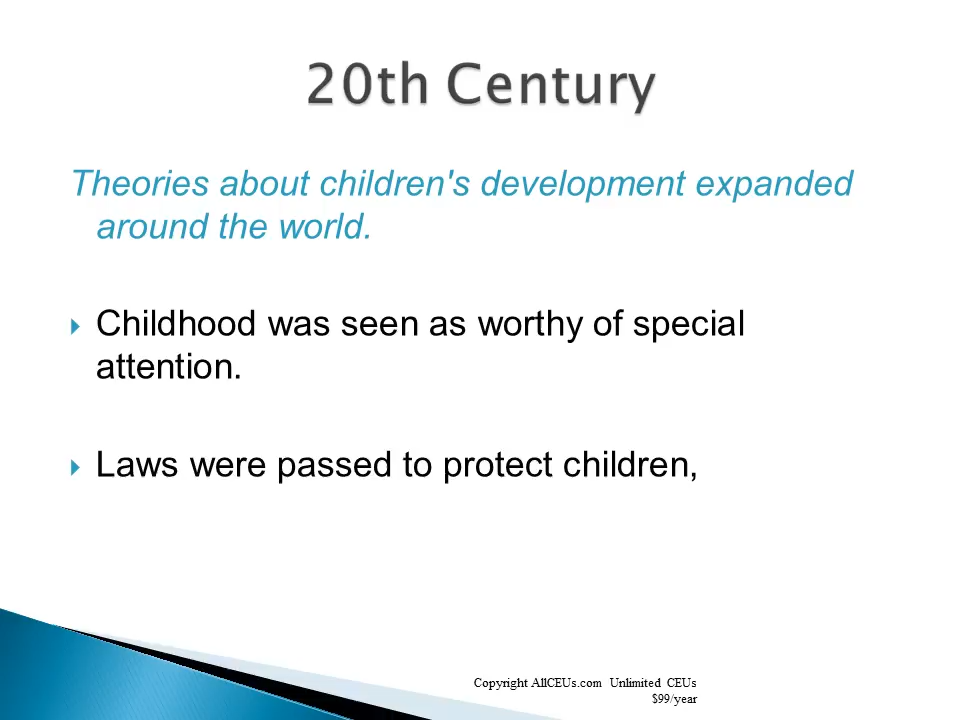 20th Century
Theories about children's development expanded
around the world.
Childhood was seen as worthy of special
attention.
Laws were passed to protect children,
Copyright AllCEUs.com Unlimited CEUs
$99/year